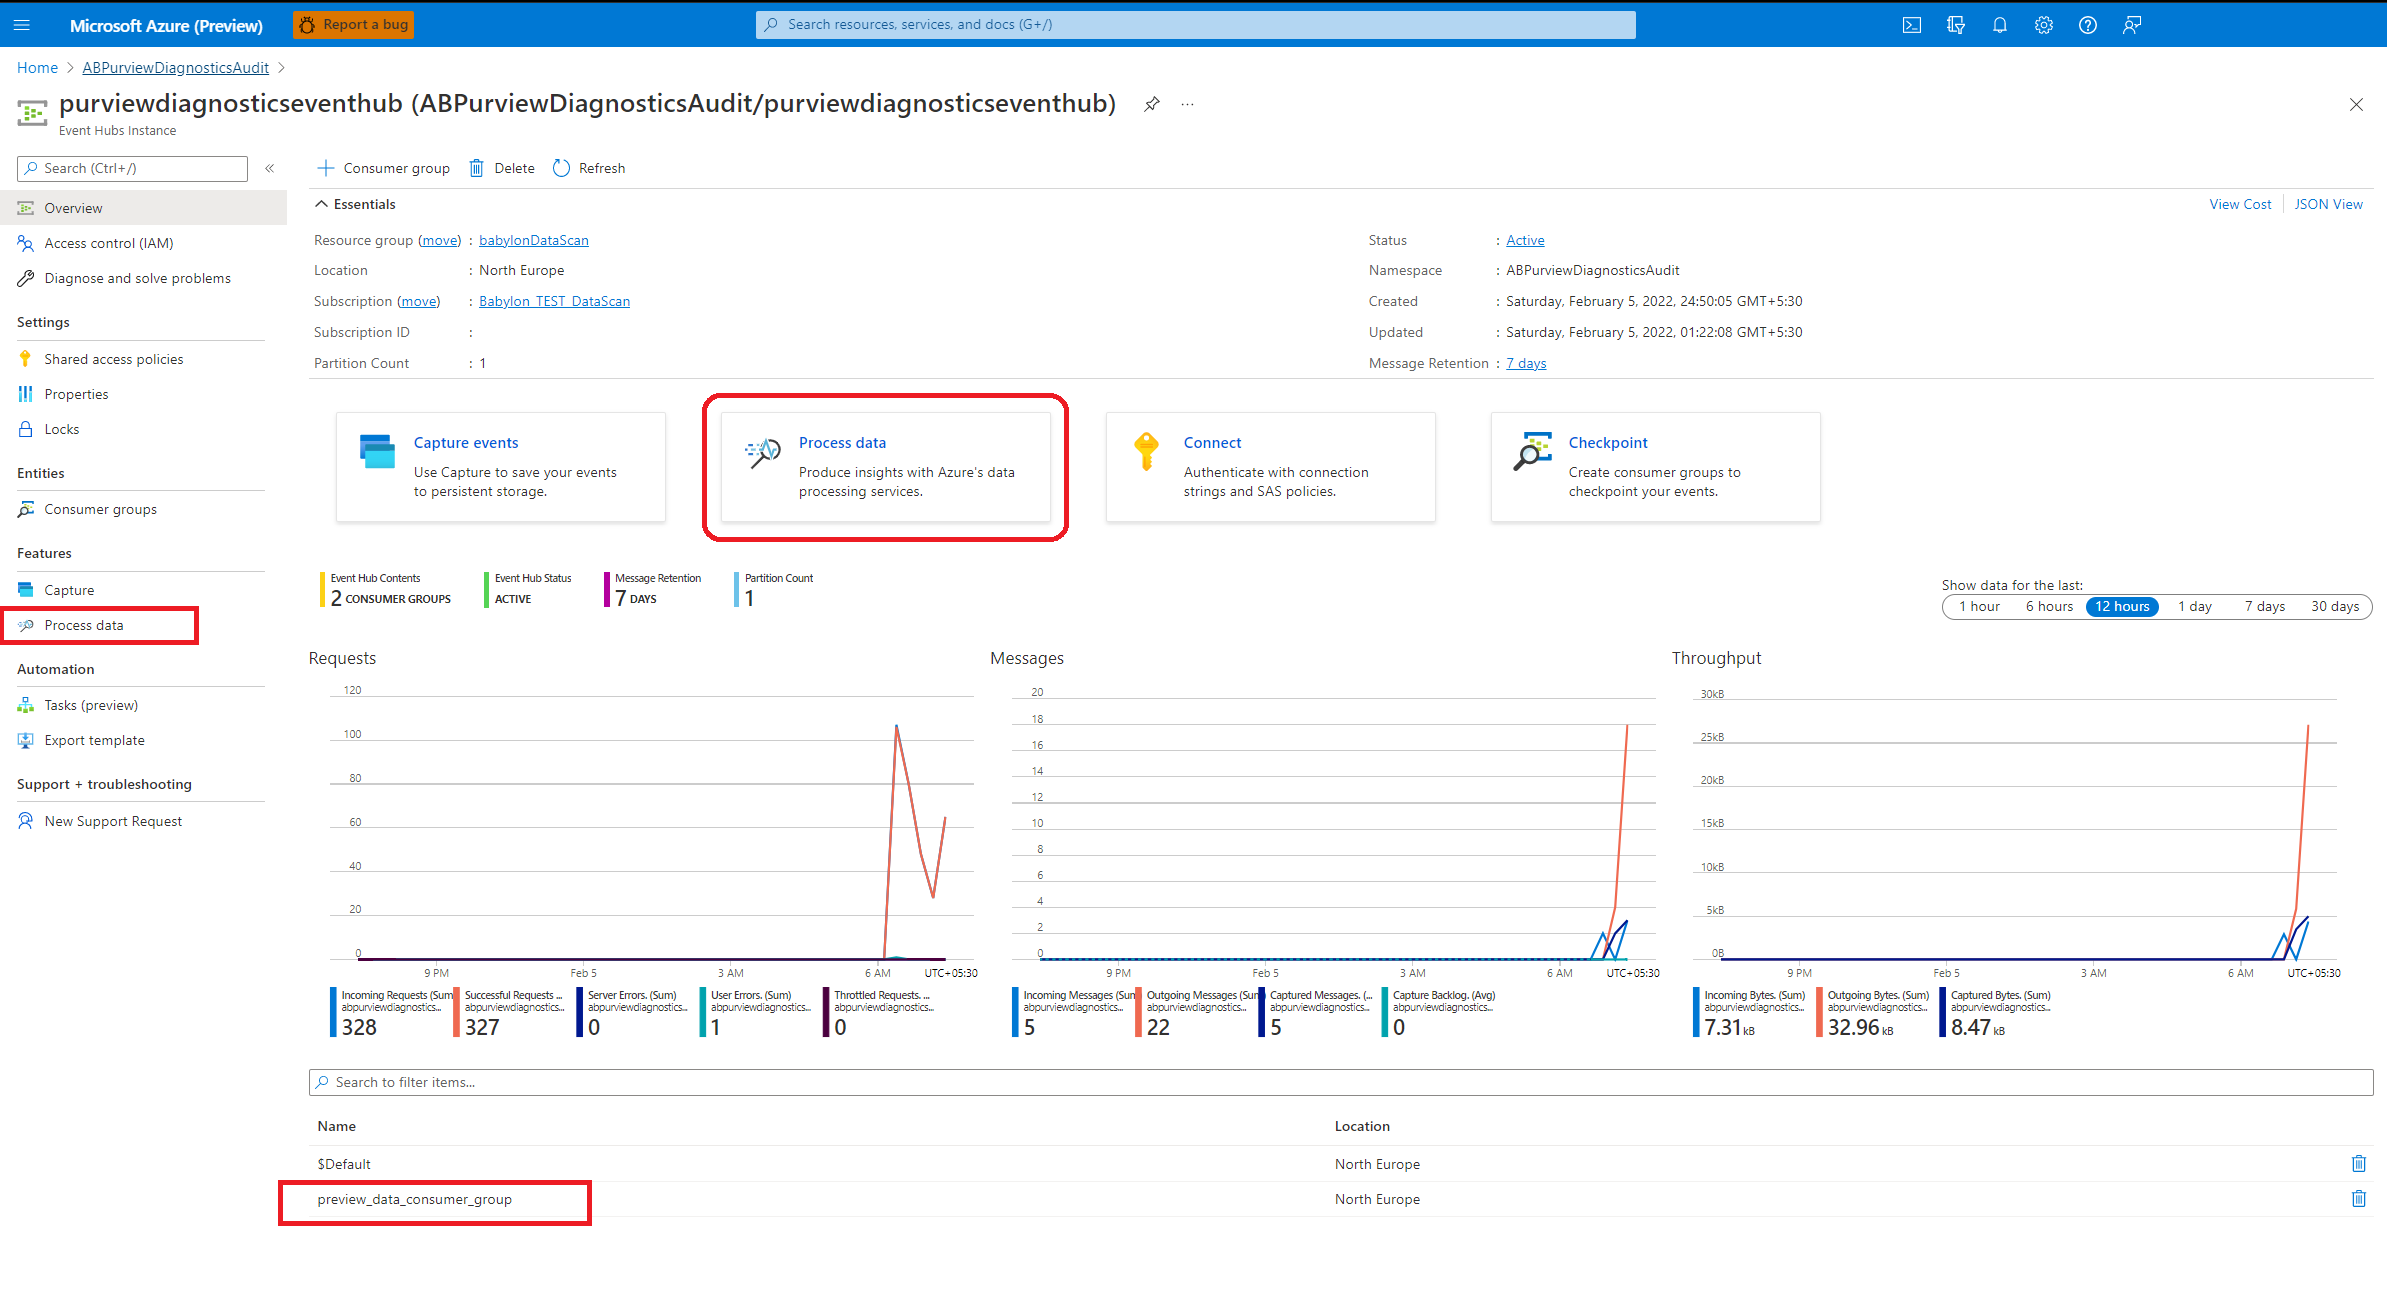 Microsoft Azure (Preview)
Report a bug
Search resources, services, and docs (G+/)
Home > ABPurviewDiagnosticsAudit >
purviewdiagnosticseventhub (ABPurviewDiagnosticsAudit/purviewdiagnosticseventhub) ...
Event Hubs Instance
Search (Ctrl+/) «
Overview
Access control (IAM)
Diagnose and solve problems
Settings
Shared access policies
Properties
Locks
Entities
Consumer groups
Features
Capture
Process data
Automation
Tasks (preview)
Export template
Support + troubleshooting
New Support Request
Consumer group Delete Refresh
Essentials
View Cost JSON View
Resource group (move) : babylonDataScan
Location : North Europe
Subscription (move) : Babylon_TEST_DataScan
Subscription ID :
Partition Count : 1
Status : Active
Namespace : ABPurviewDiagnosticsAudit
Created : Saturday, February 5, 2022, 24:50:05 GMT+5:30
Updated : Saturday, February 5, 2022, 01:22:08 GMT+5:30
Message Retention : 7 days
Capture events
Use Capture to save your events
to persistent storage.
Process data
Produce insights with Azure's data
processing services.
Connect
Authenticate with connection
strings and SAS policies.
Checkpoint
Create consumer groups to
checkpoint your events.
Event Hub Contents
2 CONSUMER GROUPS
Event Hub Status
ACTIVE
Message Retention
7 DAYS
Partition Count
1
Show data for the last:
1 hour 6 hours 12 hours 1 day 7 days 30 days
Requests
120
100
80
60
40
20
0
9 PM Feb 5 3 AM 6 AM UTC+05:30
Incoming Requests (Sum
abpurviewdiagnostics...
328
Successful Requests ...
abpurviewdiagnostics...
327
Server Errors. (Sum)
abpurviewdiagnostics...
0
User Errors. (Sum)
abpurviewdiagnostics...
1
Throttled Requests. ...
abpurviewdiagnostics...
0
Messages
20
18
16
14
12
10
8
6
4
2
0
9 PM Feb 5 3 AM 6 AM UTC+05:30
Incoming Messages (Sum
abpurviewdiagnostics...
5
Outgoing Messages (Sum
abpurviewdiagnostics...
22
Captured Messages. (...
abpurviewdiagnostics...
5
Capture Backlog. (Avg)
abpurviewdiagnostics...
0
Throughput
30kB
25kB
20kB
15kB
10kB
5kB
0B
9 PM Feb 5 3 AM 6 AM UTC+05:30
Incoming Bytes. (Sum)
abpurviewdiagnostics...
7.31 kB
Outgoing Bytes. (Sum)
abpurviewdiagnostics...
32.96 kB
Captured Bytes. (Sum)
abpurviewdiagnostics...
8.47 kB
Search to filter items...
Name Location
$Default North Europe
preview_data_consumer_group North Europe